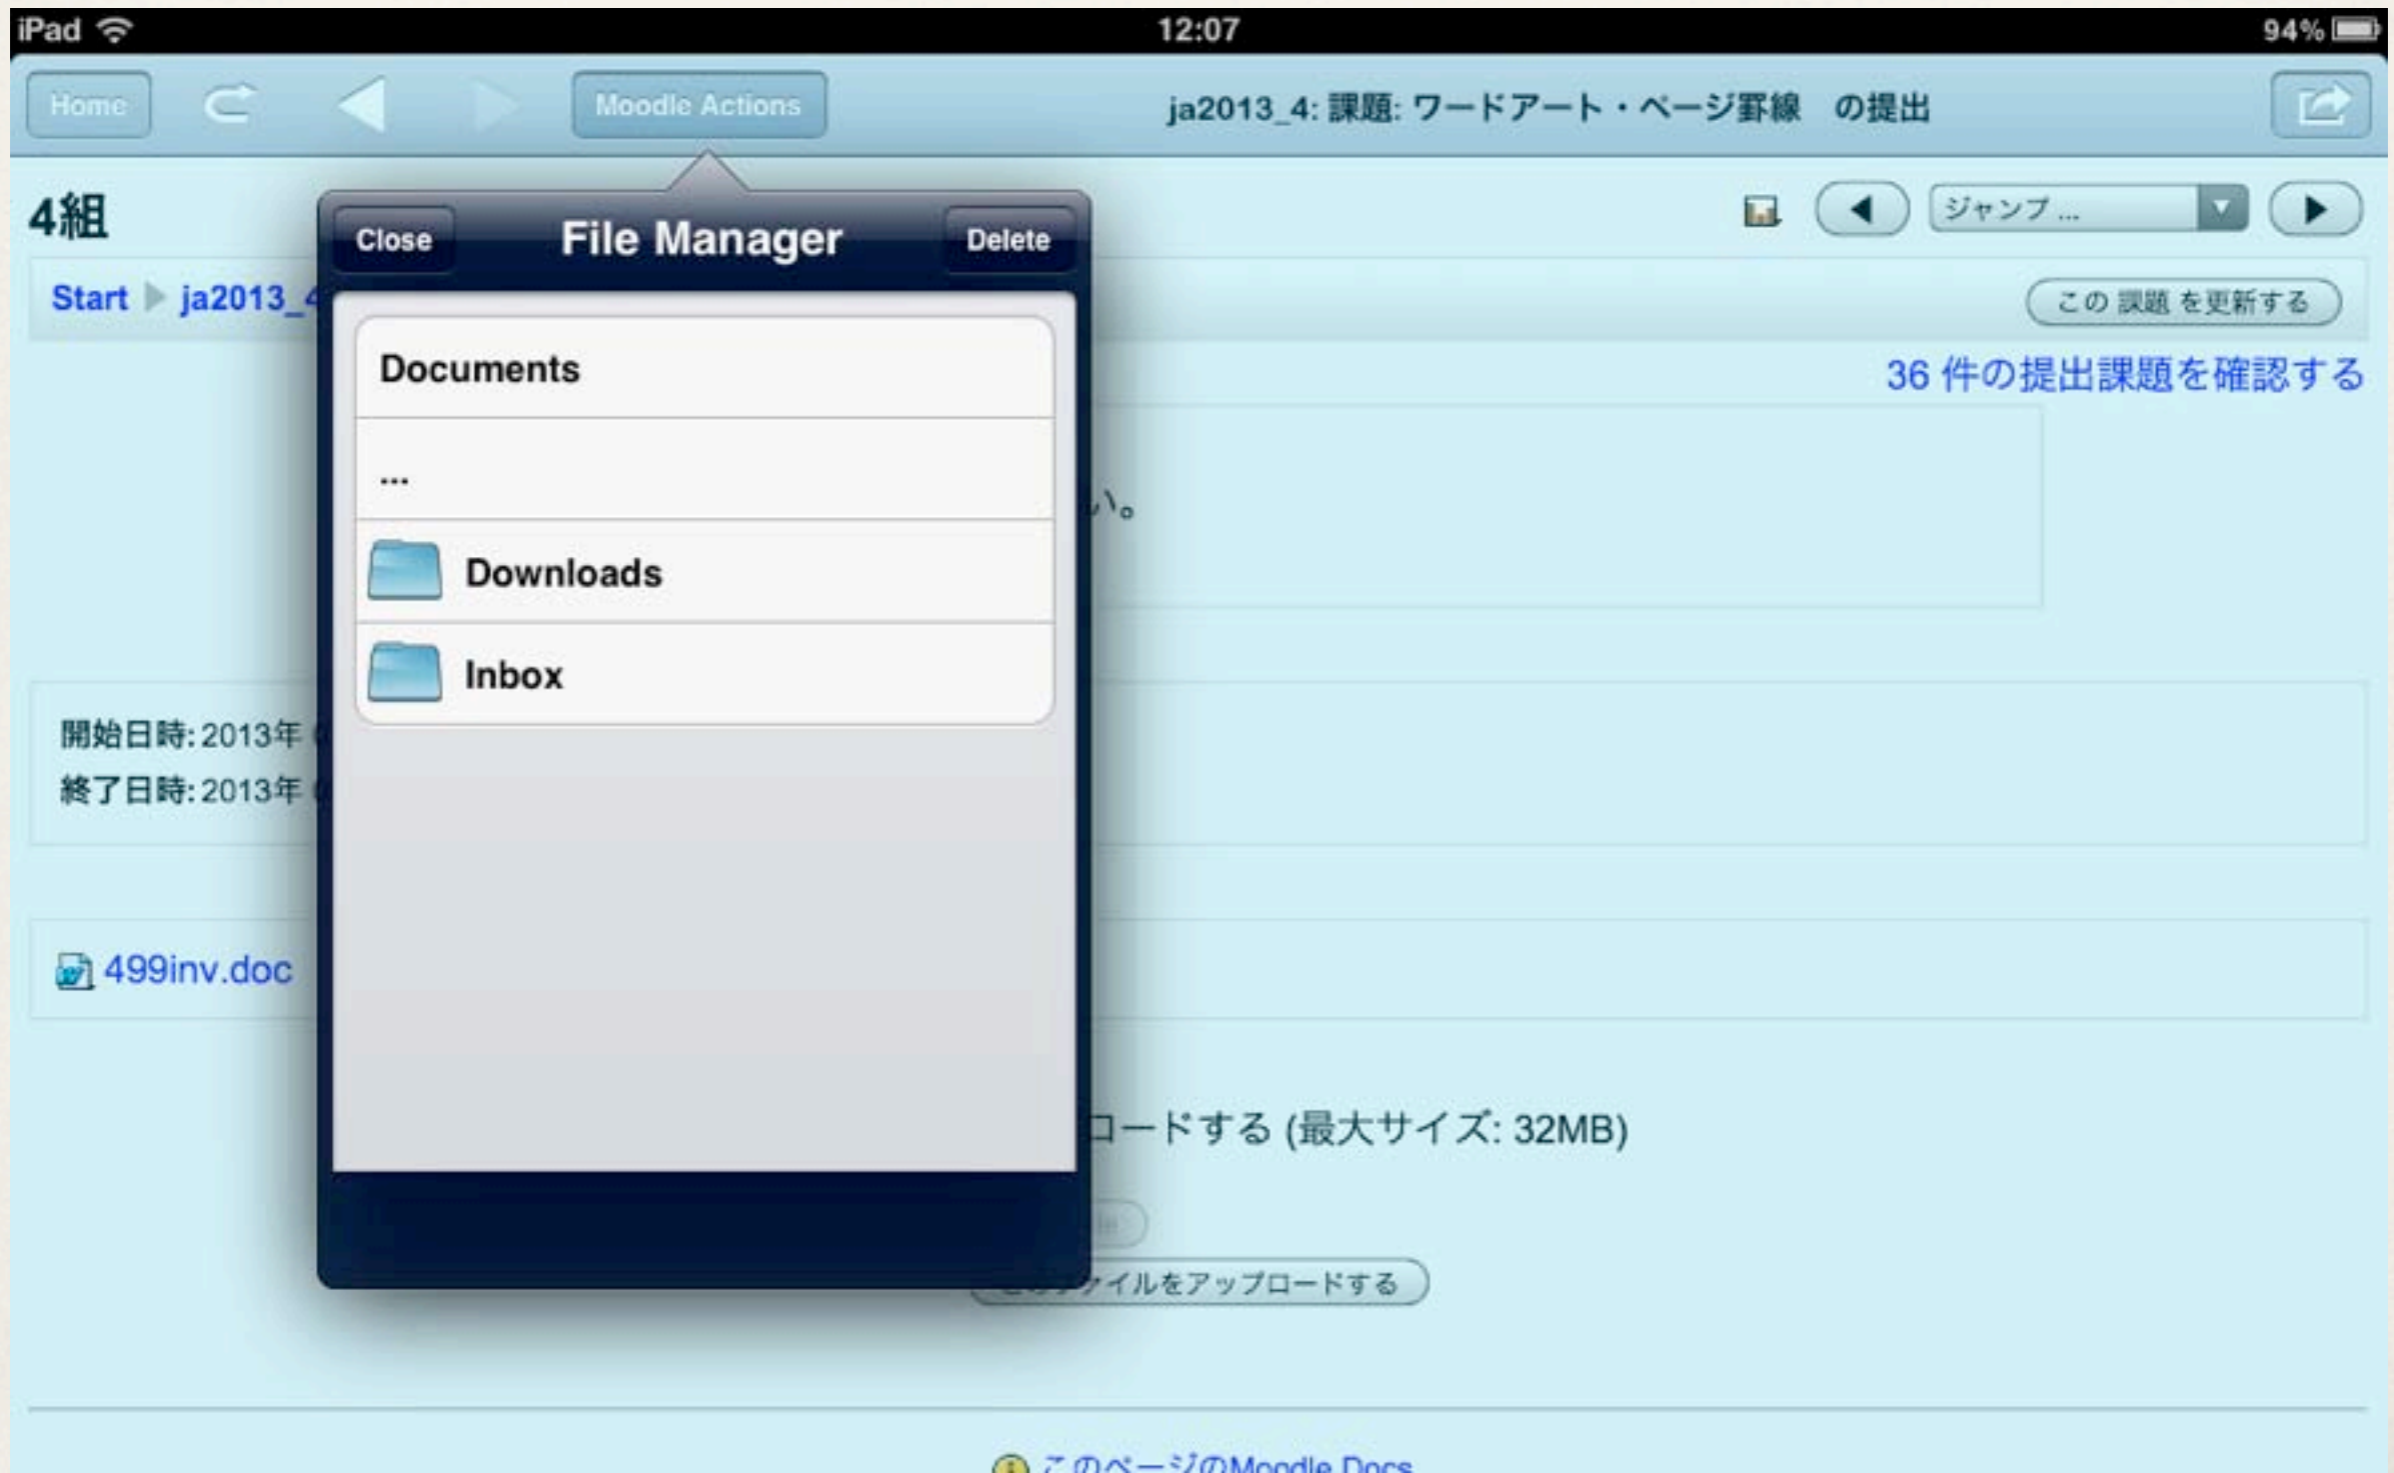 iPad 12:07 94%
Home Moodle Actions ja2013_4: 課題: ワードアート・ページ罫線 の提出
4組 ジャンプ ...
Close File Manager Delete
Start ja2013_4 この 課題 を更新する
Documents
36 件の提出課題を確認する
...
い。
Downloads
Inbox
開始日時: 2013年
終了日時: 2013年
499inv.doc
ロードする (最大サイズ: 32MB)
このファイルをアップロードする
このページのMoodle Docs